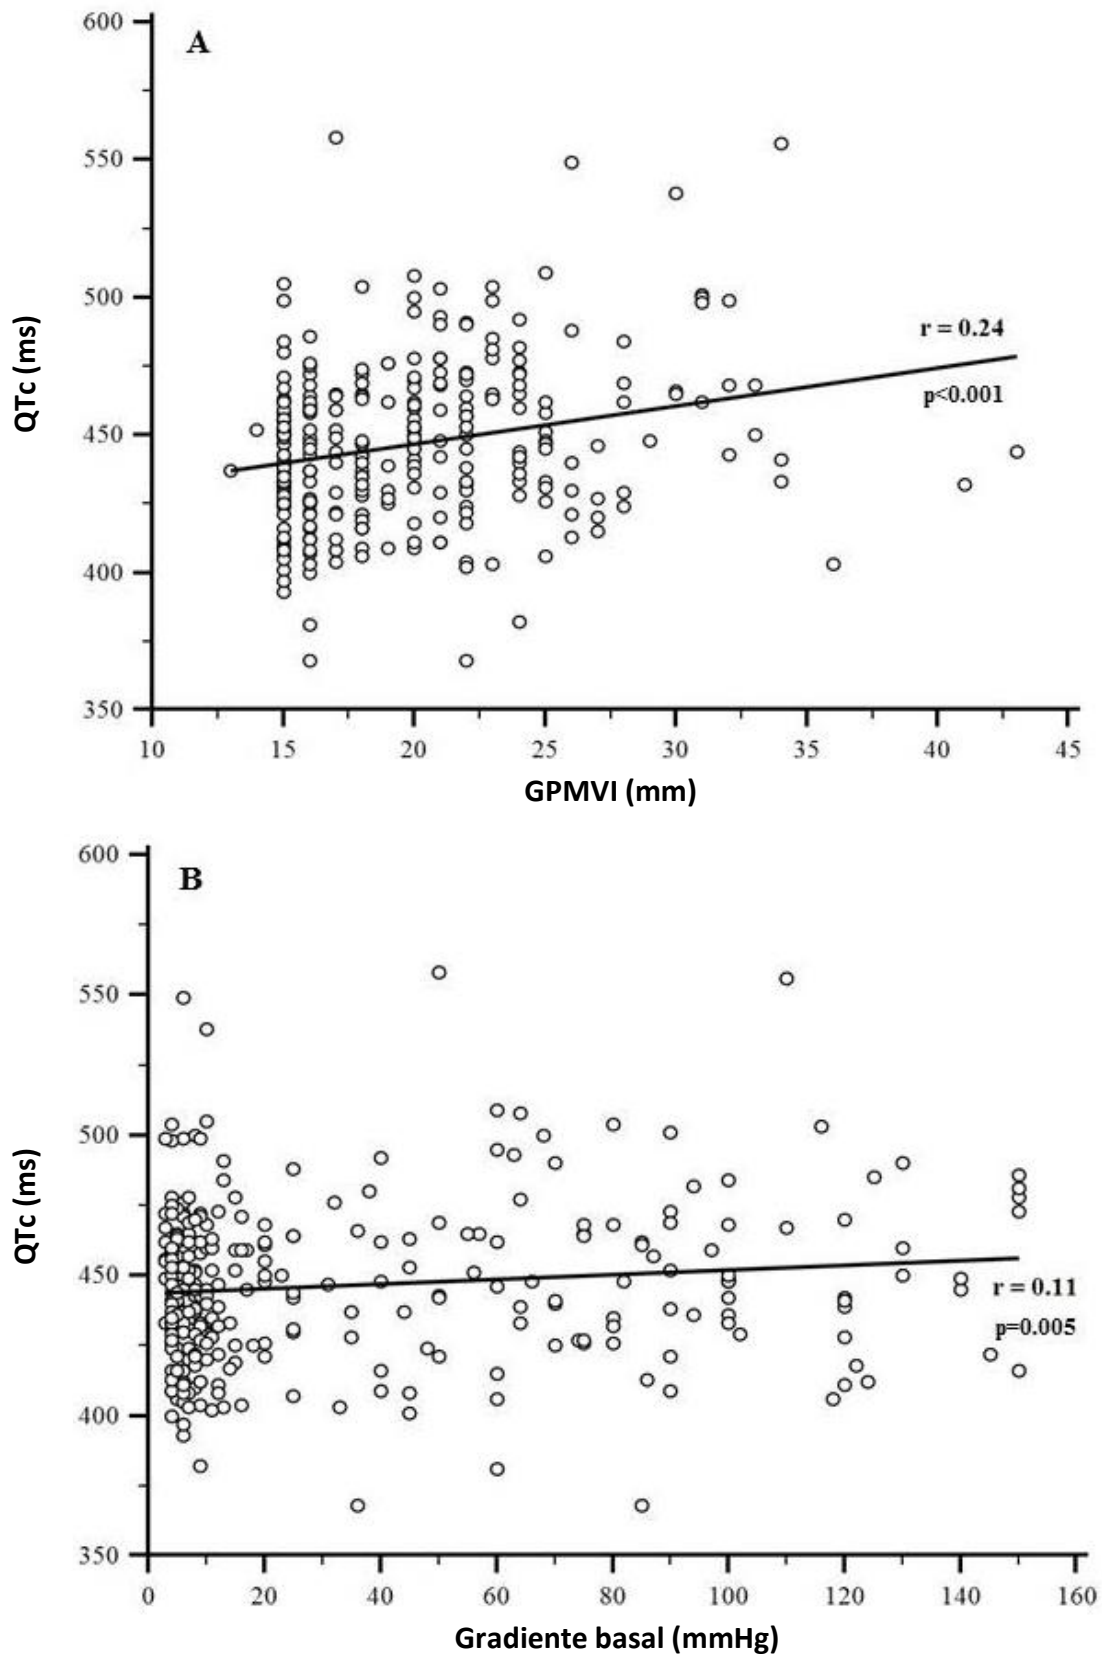 600
A
550
500
r = 0.24
QTc (ms)
p<0.001
450
400
350
10 15 20 25 30 35 40 45
GPMVI (mm)
600
B
550
500
QTc (ms)
450
r = 0.11
p=0.005
400
350
0 20 40 60 80 100 120 140 160
Gradiente basal (mmHg)